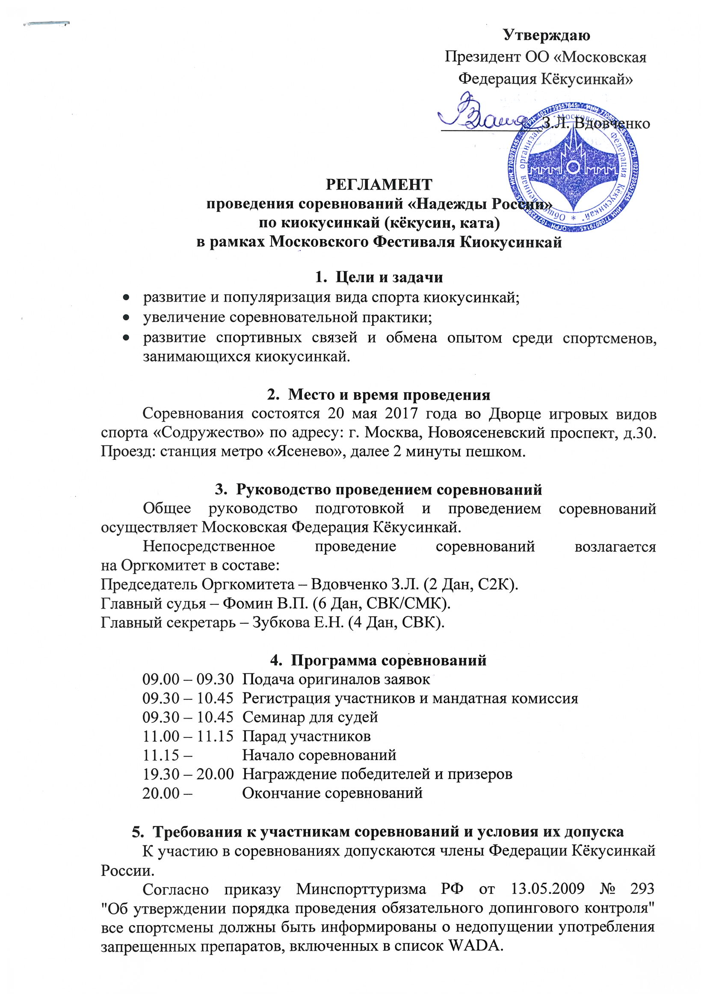 Утверждаю
Президент ОО «Московская
Федерация Кёкусинкай»
З.Л. Вдовченко
Общественная организация "Московская Федерация Кёкусинкай" *
ОГРН 1027739557845 * ИНН 7708079145 * ОГРН 1027739557845 * ИНН 7708079145 * ОГРН 1027739557845 * ИНН 7708079145 *
РЕГЛАМЕНТ
проведения соревнований «Надежды России»
по киокусинкай (кёкусин, ката)
в рамках Московского Фестиваля Киокусинкай
1. Цели и задачи
• развитие и популяризация вида спорта киокусинкай;
• увеличение соревновательной практики;
• развитие спортивных связей и обмена опытом среди спортсменов,
занимающихся киокусинкай.
2. Место и время проведения
Соревнования состоятся 20 мая 2017 года во Дворце игровых видов
спорта «Содружество» по адресу: г. Москва, Новоясеневский проспект, д.30.
Проезд: станция метро «Ясенево», далее 2 минуты пешком.
3. Руководство проведением соревнований
Общее руководство подготовкой и проведением соревнований
осуществляет Московская Федерация Кёкусинкай.
Непосредственное проведение соревнований возлагается
на Оргкомитет в составе:
Председатель Оргкомитета – Вдовченко З.Л. (2 Дан, С2К).
Главный судья – Фомин В.П. (6 Дан, СВК/СМК).
Главный секретарь – Зубкова Е.Н. (4 Дан, СВК).
4. Программа соревнований
09.00 – 09.30 Подача оригиналов заявок
09.30 – 10.45 Регистрация участников и мандатная комиссия
09.30 – 10.45 Семинар для судей
11.00 – 11.15 Парад участников
11.15 – Начало соревнований
19.30 – 20.00 Награждение победителей и призеров
20.00 – Окончание соревнований
5. Требования к участникам соревнований и условия их допуска
К участию в соревнованиях допускаются члены Федерации Кёкусинкай
России.
Согласно приказу Минспорттуризма РФ от 13.05.2009 № 293
"Об утверждении порядка проведения обязательного допингового контроля"
все спортсмены должны быть информированы о недопущении употребления
запрещенных препаратов, включенных в список WADA.